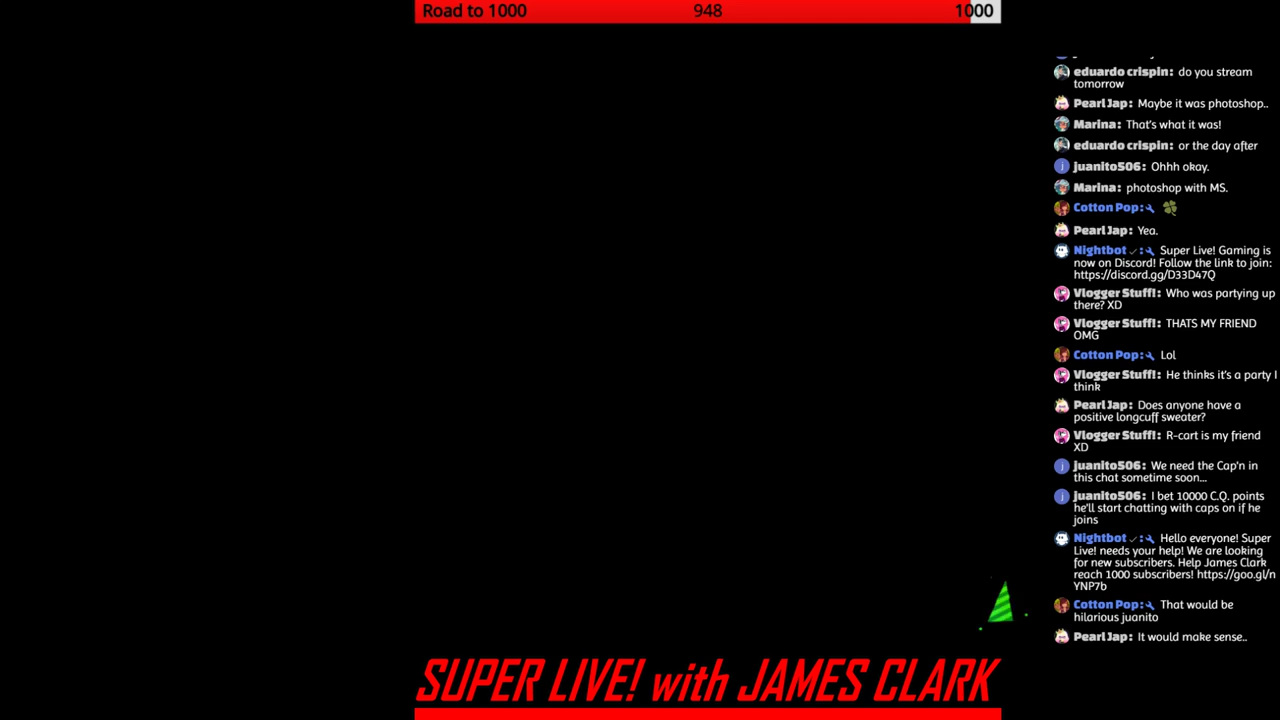 Road to 1000 948 1000
eduardo crispin: do you stream
tomorrow
Pearl Jap: Maybe it was photoshop..
Marina: That's what it was!
eduardo crispin: or the day after
juanito506: Ohhh okay.
Marina: photoshop with MS.
Cotton Pop: 🍀
Pearl Jap: Yea.
Nightbot ✓: Super Live! Gaming is
now on Discord! Follow the link to join:
https://discord.gg/D33D47Q
Vlogger Stuff!: Who was partying up
there? XD
Vlogger Stuff!: THATS MY FRIEND
OMG
Cotton Pop: Lol
Vlogger Stuff!: He thinks it's a party I
think
Pearl Jap: Does anyone have a
positive longcuff sweater?
Vlogger Stuff!: R-cart is my friend
XD
juanito506: We need the Cap'n in
this chat sometime soon...
juanito506: I bet 10000 C.Q. points
he'll start chatting with caps on if he
joins
Nightbot ✓: Hello everyone! Super
Live! needs your help! We are looking
for new subscribers. Help James Clark
reach 1000 subscribers! https://goo.gl/n
YNP7b
Cotton Pop: That would be
hilarious juanito
Pearl Jap: It would make sense..
SUPER LIVE! with JAMES CLARK